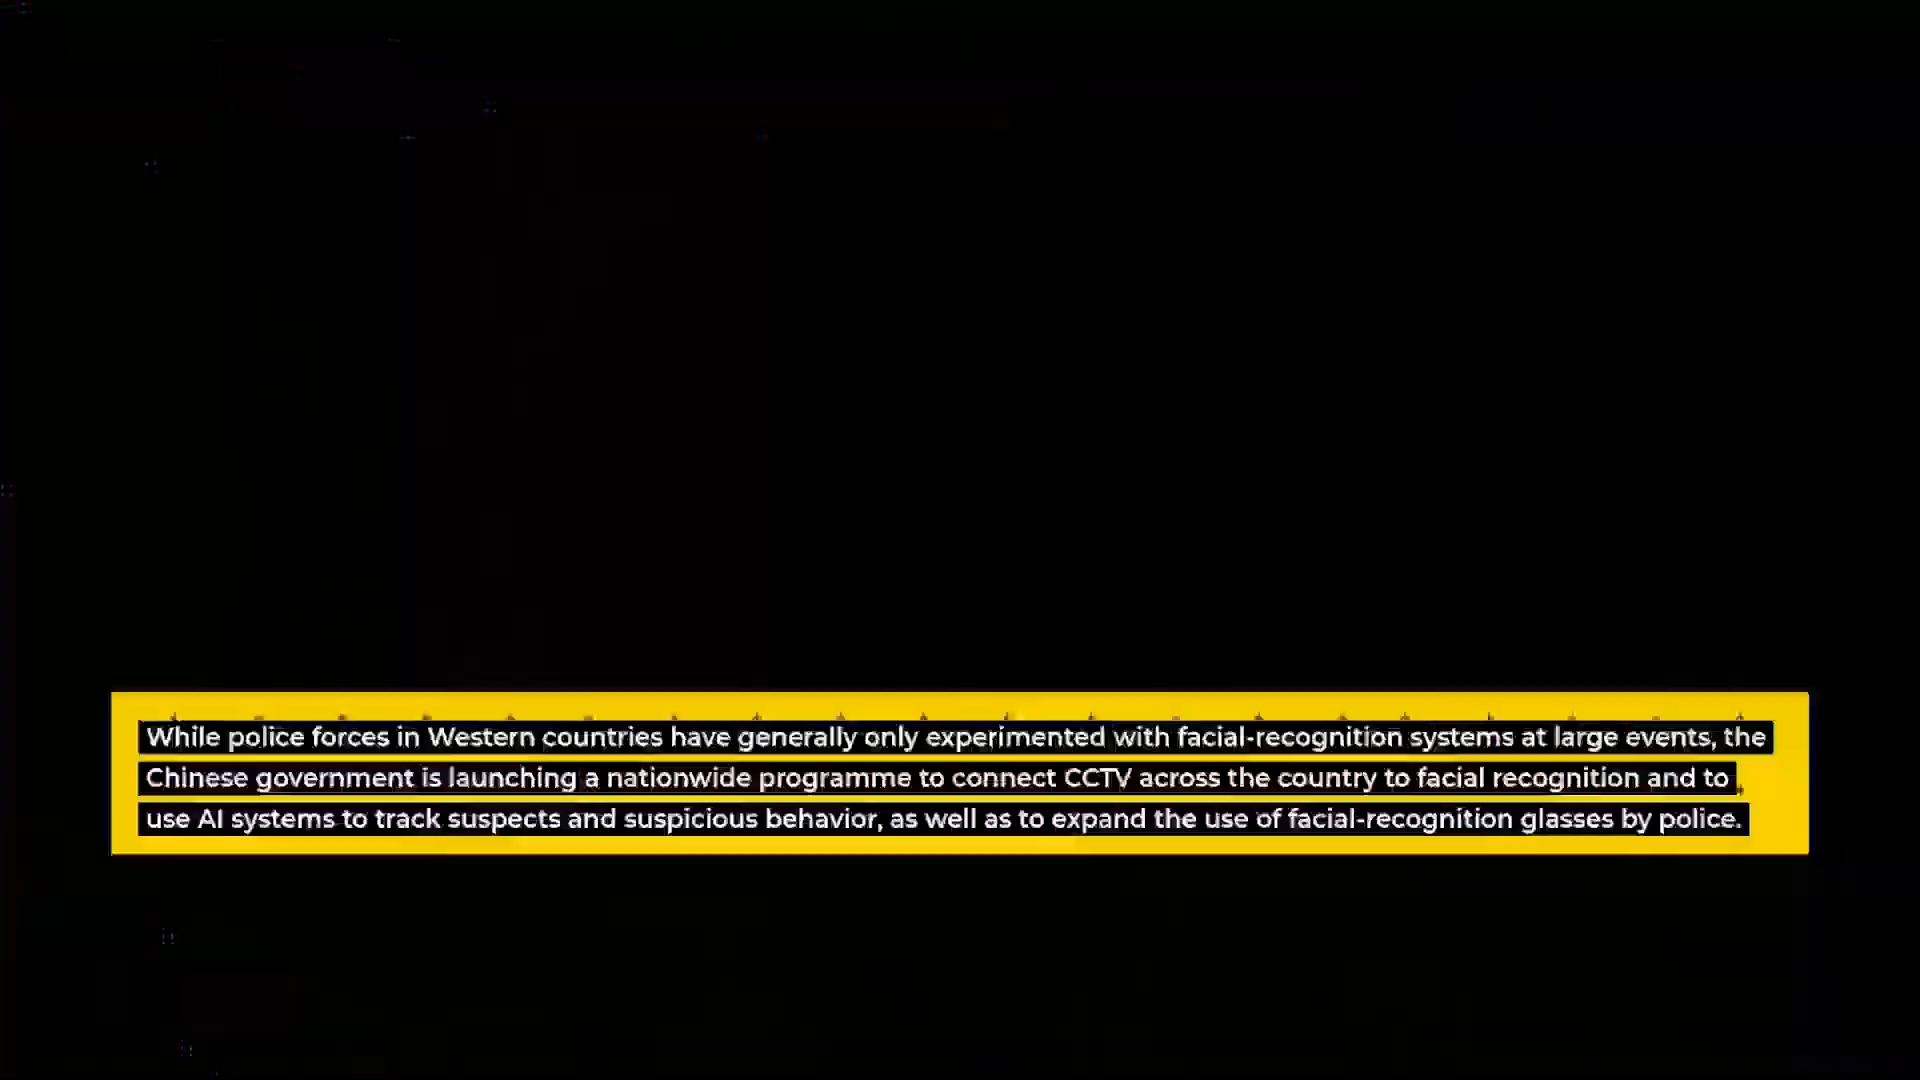 While police forces in Western countries have generally only experimented with facial-recognition systems at large events, the
Chinese government is launching a nationwide programme to connect CCTV across the country to facial recognition and to
use AI systems to track suspects and suspicious behavior, as well as to expand the use of facial-recognition glasses by police.